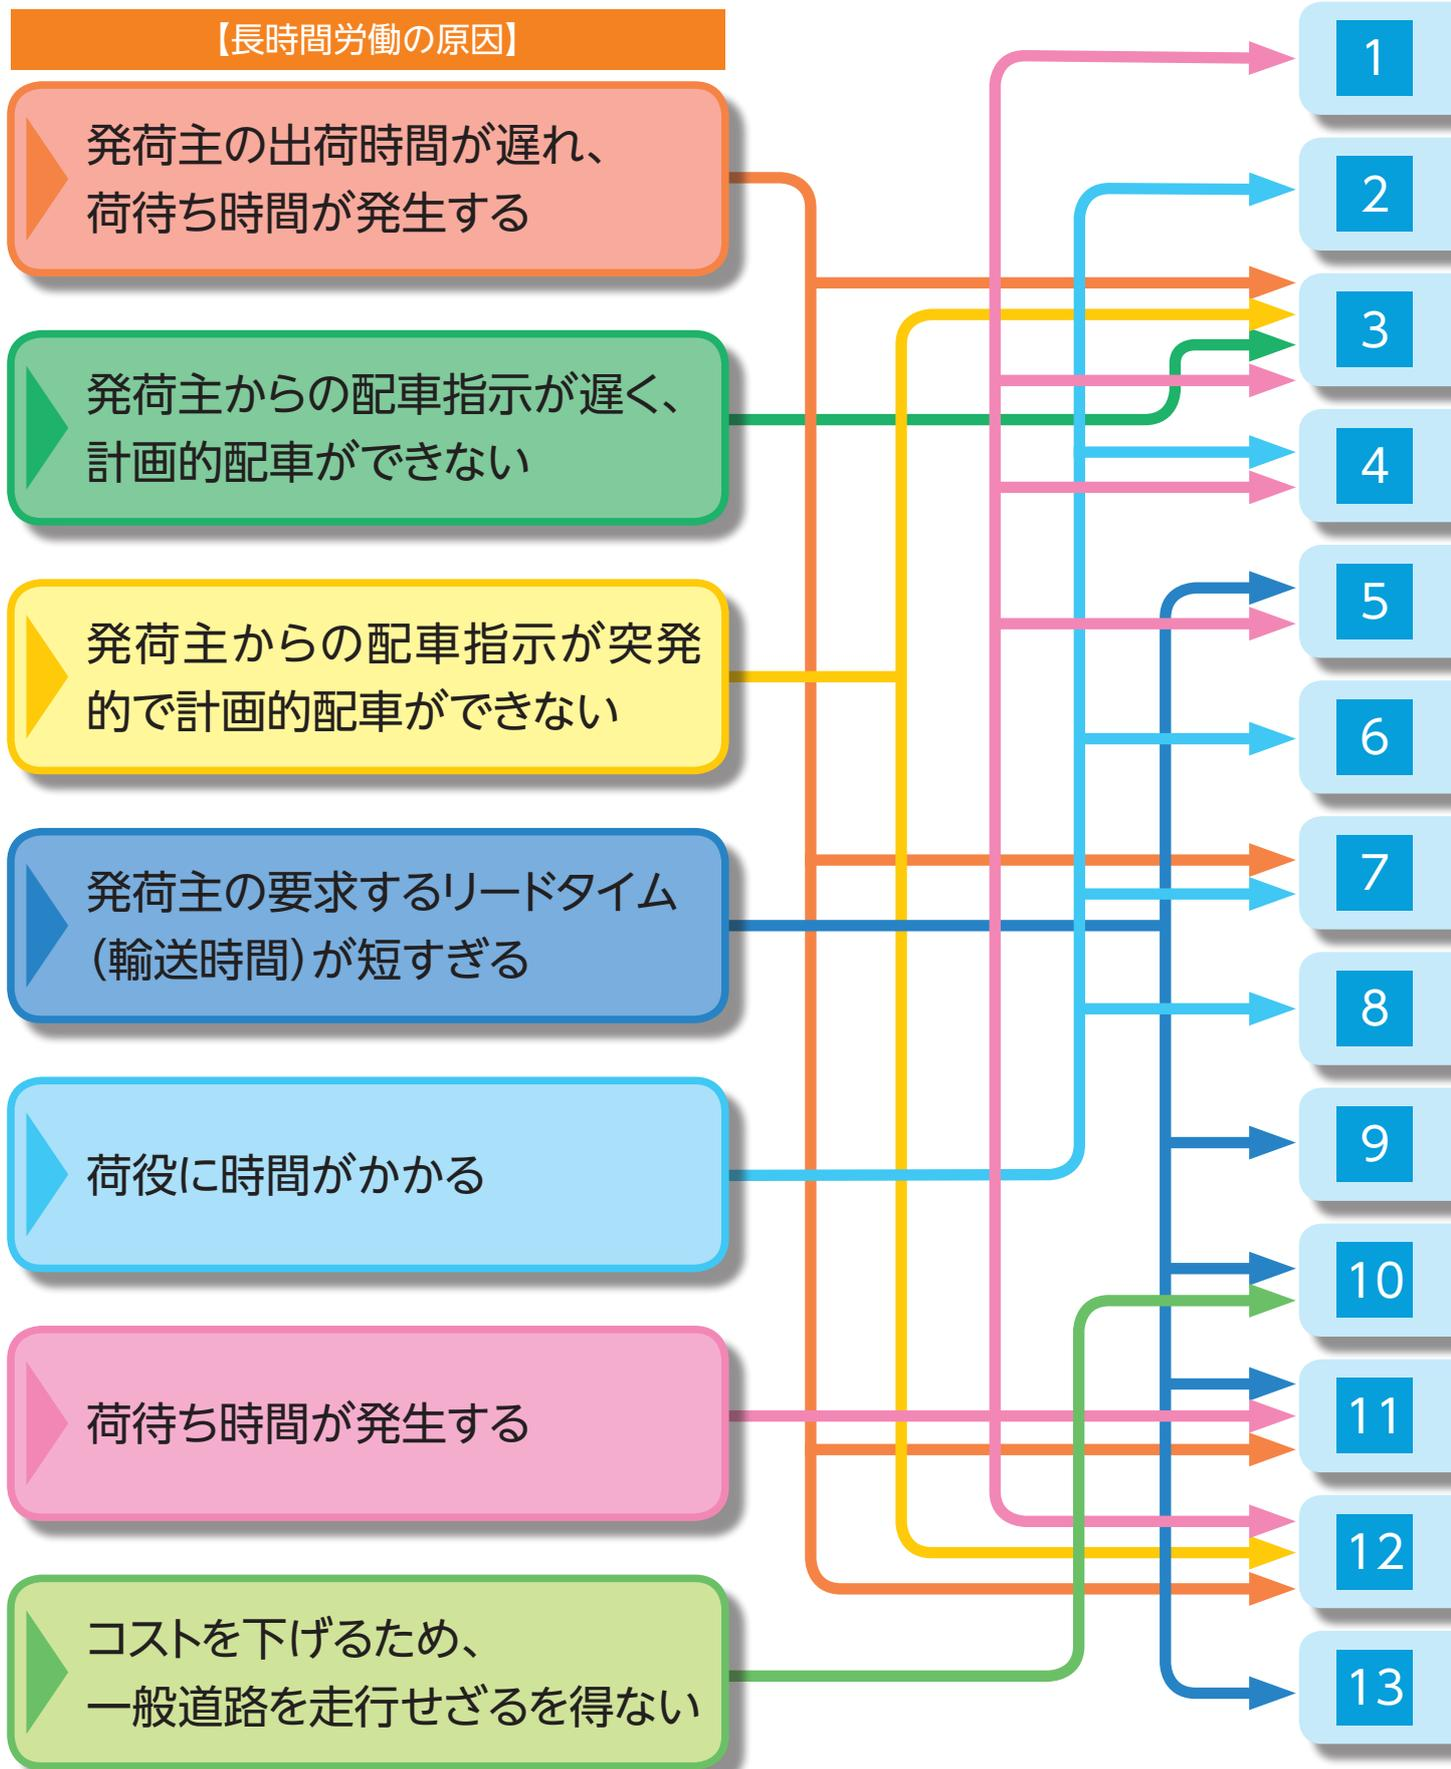 【長時間労働の原因】
発荷主の出荷時間が遅れ、
荷待ち時間が発生する
発荷主からの配車指示が遅く、
計画的配車ができない
発荷主からの配車指示が突発
的で計画的配車ができない
発荷主の要求するリードタイム
（輸送時間）が短すぎる
荷役に時間がかかる
荷待ち時間が発生する
コストを下げるため、
一般道路を走行せざるを得ない
1
2
3
4
5
6
7
8
9
10
11
12
13